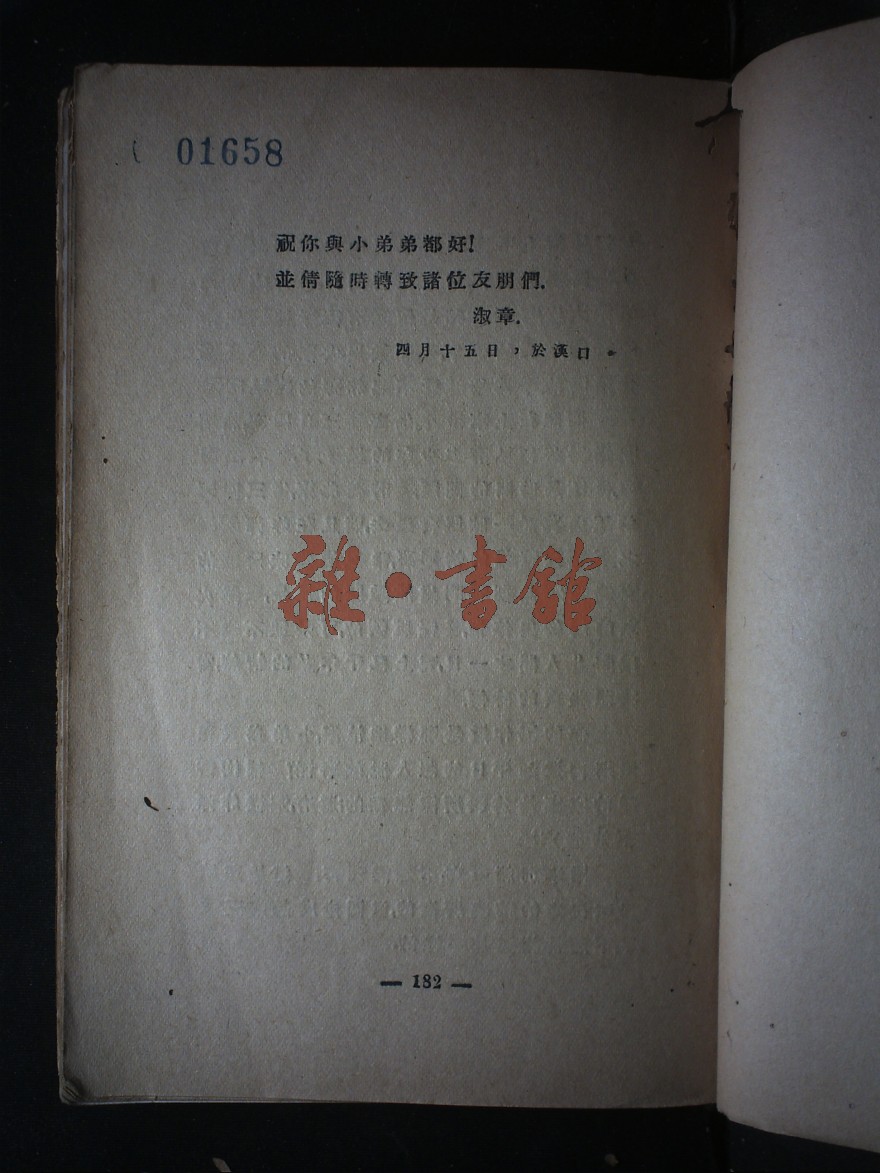 01658
祝你與小弟弟都好!
並倩隨時轉致諸位友朋們.
淑章.
四月十五日，於漢口。
雜·書館
— 182 —